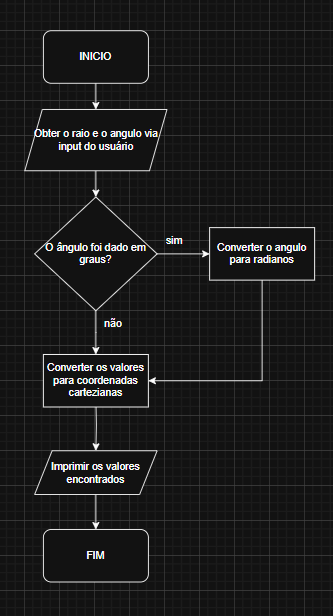 INICIO
Obter o raio e o angulo via
input do usuário
O ângulo foi dado em
graus?
sim
Converter o angulo
para radianos
não
Converter os valores
para coordenadas
cartezianas
Imprimir os valores
encontrados
FIM